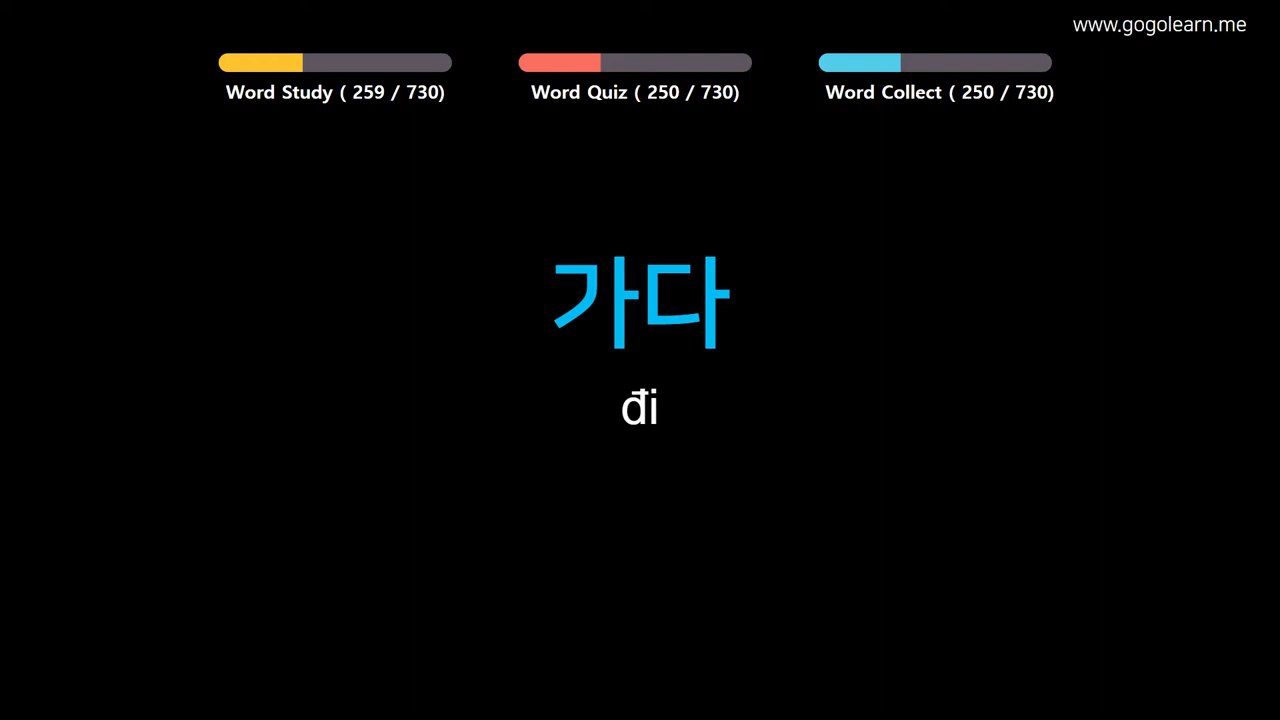 www.gogolearn.me
Word Study ( 259 / 730)
Word Quiz ( 250 / 730)
Word Collect ( 250 / 730)
가다
đi